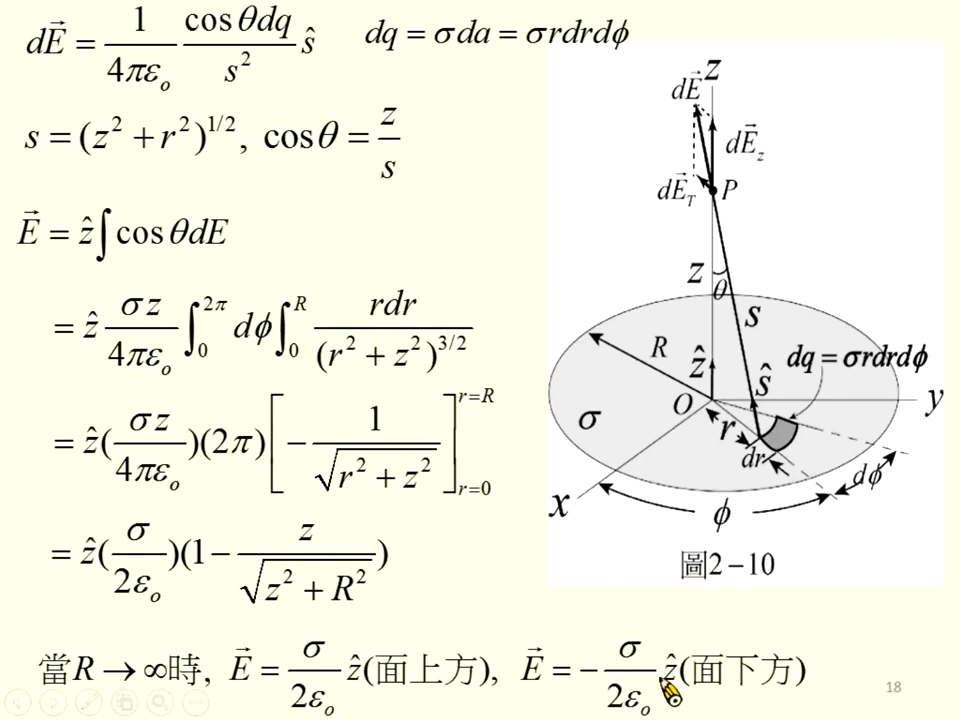 dE⃗ = 1/(4πε_o) cosθdq/s² ŝ    dq = σda = σrdrdϕ
s = (z² + r²)^{1/2}, cosθ = z/s
E⃗ = ẑ∫cosθdE
= ẑ σz/(4πε_o) ∫_0^{2π} dϕ ∫_0^R rdr/(r² + z²)^{3/2}
= ẑ(σz/(4πε_o))(2π)[−1/√(r² + z²)]_{r=0}^{r=R}
= ẑ(σ/(2ε_o))(1 − z/√(z² + R²))
當R → ∞時, E⃗ = σ/(2ε_o) ẑ(面上方), E⃗ = −σ/(2ε_o) ẑ(面下方)
z
dE⃗
dE⃗_z
dE⃗_T
P
z
θ
s
R
ẑ
ŝ
dq = σrdrdϕ
σ
O
r
y
dr
dϕ
x
ϕ
圖2−10
18